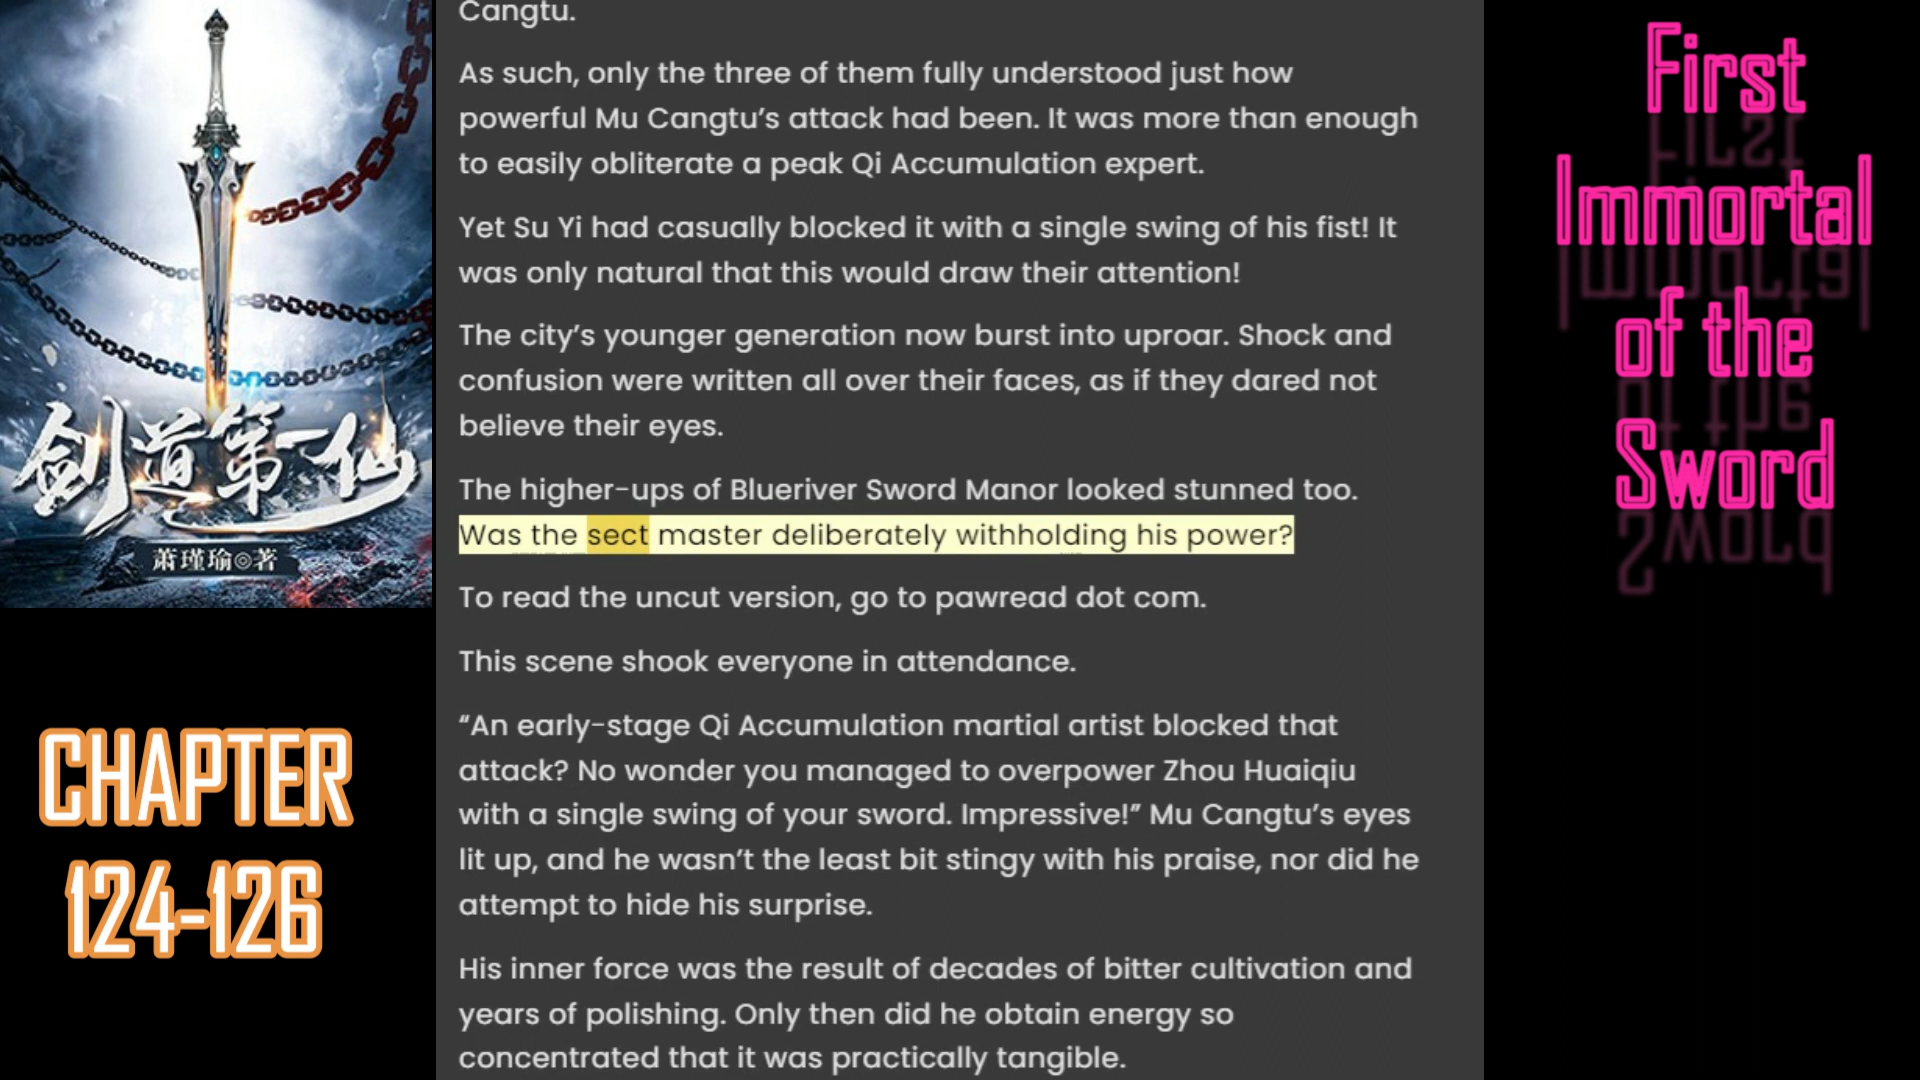 剑道第一仙
萧瑾瑜◎著
CHAPTER
124-126
Cangtu.
As such, only the three of them fully understood just how
powerful Mu Cangtu’s attack had been. It was more than enough
to easily obliterate a peak Qi Accumulation expert.
Yet Su Yi had casually blocked it with a single swing of his fist! It
was only natural that this would draw their attention!
The city’s younger generation now burst into uproar. Shock and
confusion were written all over their faces, as if they dared not
believe their eyes.
The higher-ups of Blueriver Sword Manor looked stunned too.
Was the sect master deliberately withholding his power?
To read the uncut version, go to pawread dot com.
This scene shook everyone in attendance.
“An early-stage Qi Accumulation martial artist blocked that
attack? No wonder you managed to overpower Zhou Huaiqiu
with a single swing of your sword. Impressive!” Mu Cangtu’s eyes
lit up, and he wasn’t the least bit stingy with his praise, nor did he
attempt to hide his surprise.
His inner force was the result of decades of bitter cultivation and
years of polishing. Only then did he obtain energy so
concentrated that it was practically tangible.
First
Immortal
of the
Sword